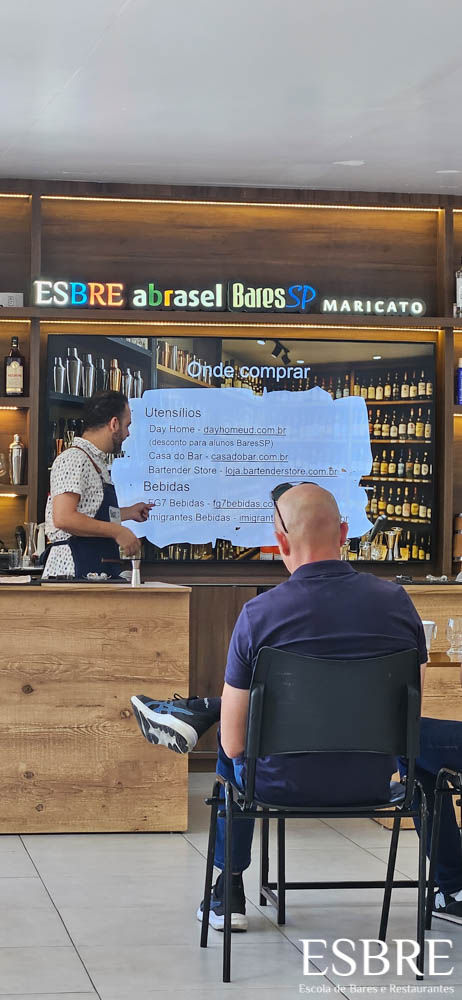 ESBRE abrasel BaresSP MARICATO
Onde comprar
Utensílios
Day Home - dayhomeud.com.br
(desconto para alunos BaresSP)
Casa do Bar - casadobar.com.br
Bartender Store - loja.bartenderstore.com.br
Bebidas
FG7 Bebidas - fg7bebidas.co
Imigrantes Bebidas -
ESBRE
Escola de Bares e Restaurantes